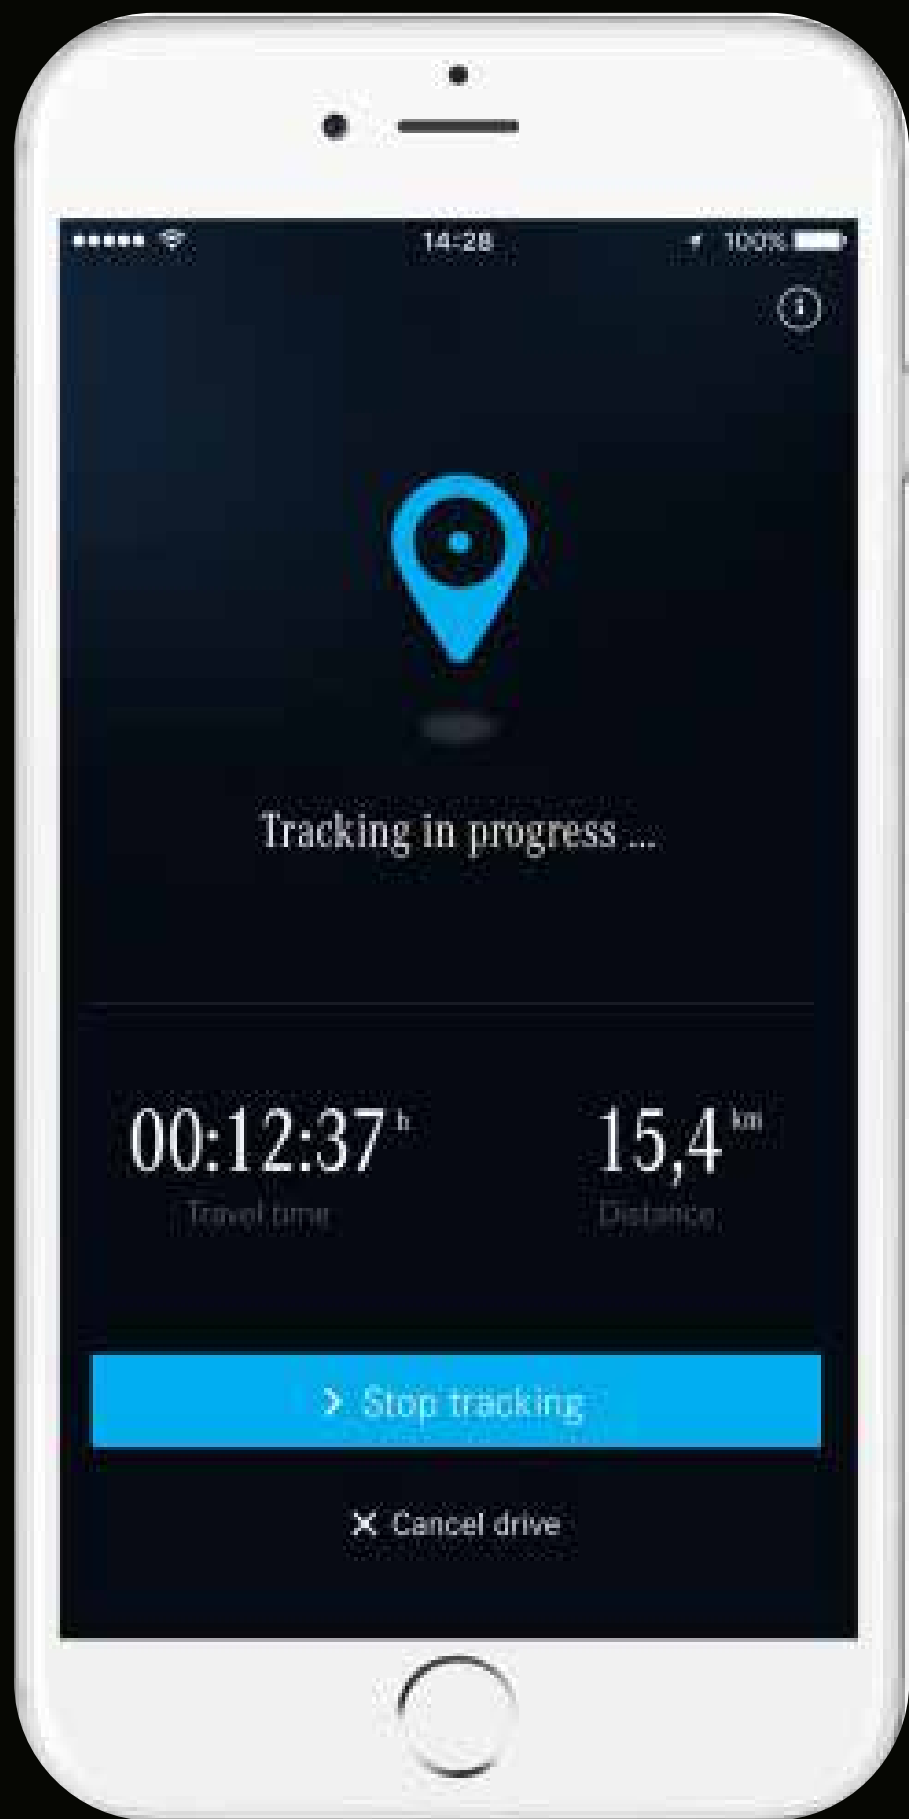 14-28 100%
i
Tracking in progress ...
00:12:37 h 15,4 km
Travel time Distance
Stop tracking
Cancel drive